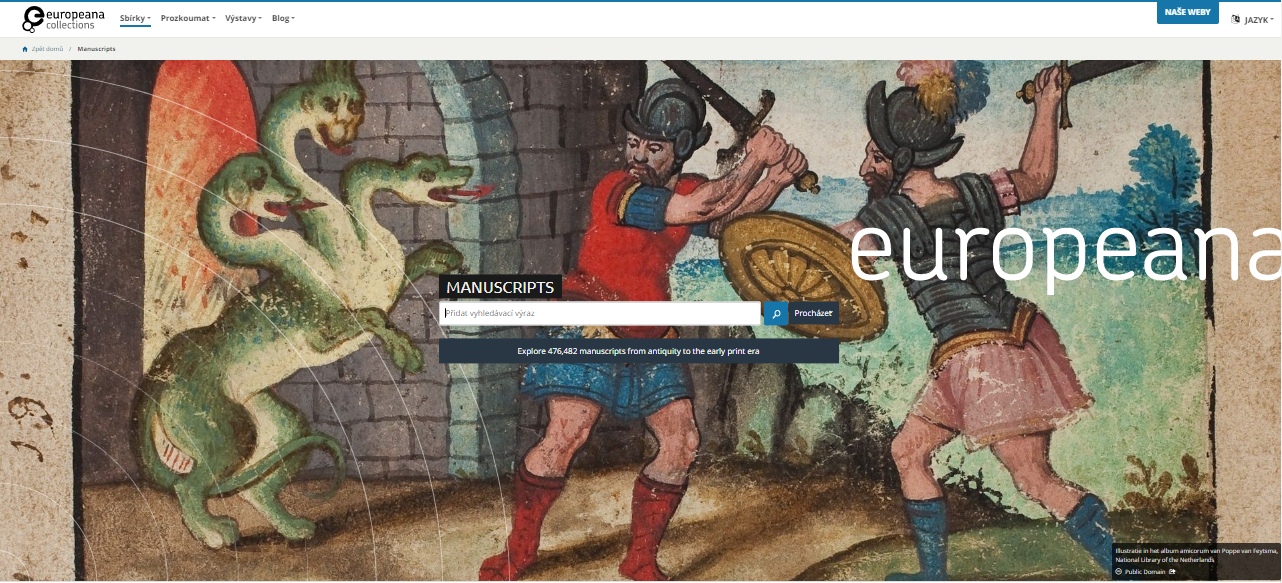 europeana
collections
Sbírky
Prozkoumat
Výstavy
Blog
NAŠE WEBY
JAZYK
Zpět domů / Manuscripts
europeana
MANUSCRIPTS
Přidat vyhledávací výraz
Procházet
Explore 476,482 manuscripts from antiquity to the early print era
Illustratie in het album amicorum van Poppe van Feytsma,
National Library of the Netherlands
Public Domain